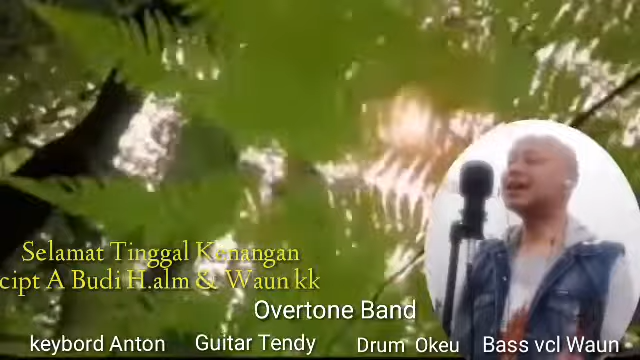 Selamat Tinggal Kenangan
cipt A Budi H.alm & Waun kk
Overtone Band
keybord Anton Guitar Tendy Drum Okeu Bass vcl Waun